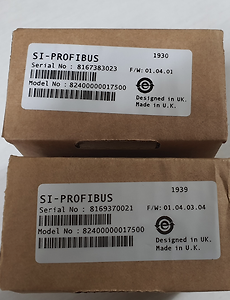 SI-PROFIBUS 1930
Serial No : 8167383023 F/W: 01.04.01
Model No : 82400000017500
Designed in UK.
Made in U.K.
SI-PROFIBUS 1939
Serial No : 8169370021 F/W: 01.04.03.04
Model No : 82400000017500
Designed in UK.
Made in U.K.